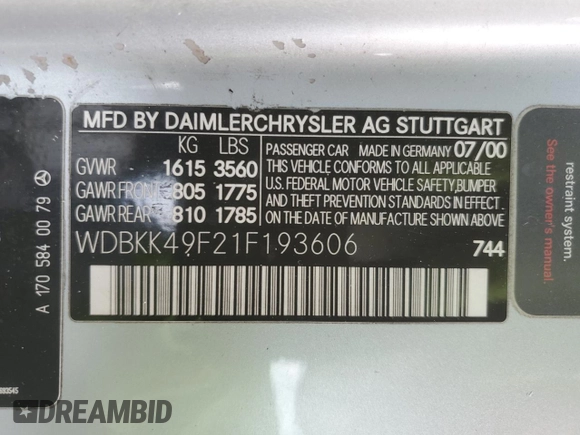 MFD BY DAIMLERCHRYSLER AG STUTTGART
KG LBS
GVWR 1615 3560
GAWR FRONT 805 1775
GAWR REAR 810 1785
PASSENGER CAR MADE IN GERMANY 07/00
THIS VEHICLE CONFORMS TO ALL APPLICABLE
U.S. FEDERAL MOTOR VEHICLE SAFETY, BUMPER
AND THEFT PREVENTION STANDARDS IN EFFECT
ON THE DATE OF MANUFACTURE SHOWN ABOVE.
WDBKK49F21F193606 744
A 170 584 00 79
restraint system.
See the owner's manual.
DREAMBID